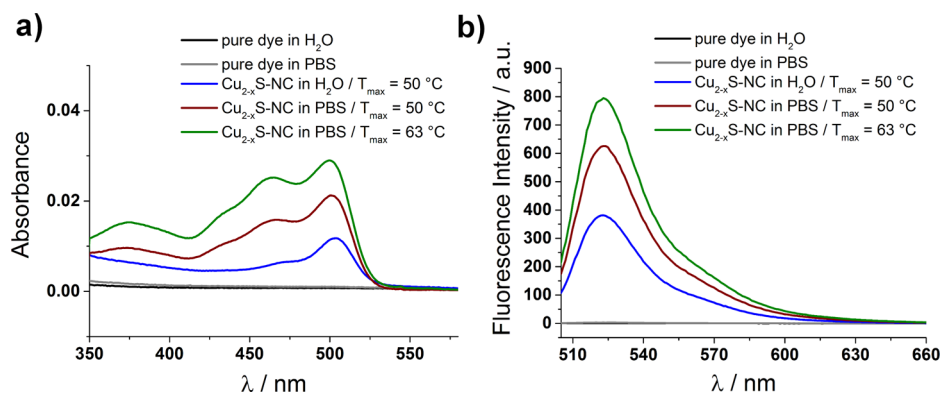 a)
pure dye in H₂O
pure dye in PBS
Cu₂₋ₓS-NC in H₂O / Tₘₐₓ = 50 °C
Cu₂₋ₓS-NC in PBS / Tₘₐₓ = 50 °C
Cu₂₋ₓS-NC in PBS / Tₘₐₓ = 63 °C
0.04
0.02
0.00
Absorbance
350 400 450 500 550
λ / nm
b)
pure dye in H₂O
pure dye in PBS
Cu₂₋ₓS-NC in H₂O / Tₘₐₓ = 50 °C
Cu₂₋ₓS-NC in PBS / Tₘₐₓ = 50 °C
Cu₂₋ₓS-NC in PBS / Tₘₐₓ = 63 °C
900
800
700
600
500
400
300
200
100
0
Fluorescence Intensity / a.u.
510 540 570 600 630 660
λ / nm